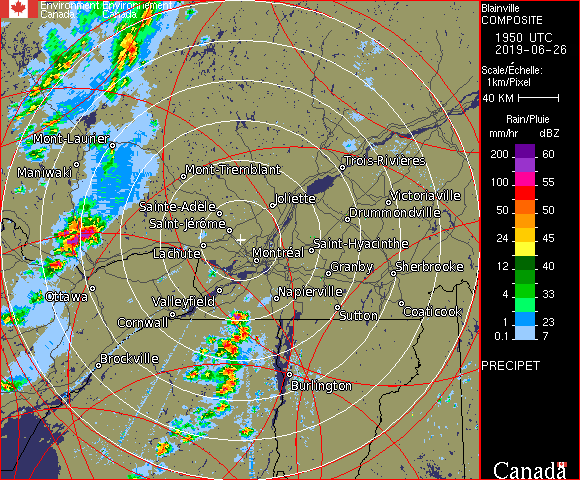 Environment Environnement
Canada Canada
Blainville
COMPOSITE
1950 UTC
2019-06-26
Scale/Échelle:
1km/Pixel
40 KM
Rain/Pluie
mm/hr dBZ
200 60
100 55
50 50
24 45
12 40
4 33
1 23
0.1 7
PRECIPET
Canada
Mont-Laurier
Maniwaki
Mont-Tremblant
Trois-Rivières
Sainte-Adèle
Joliette
Victoriaville
Saint-Jérôme
Drummondville
Lachute
Montréal
Saint-Hyacinthe
Granby
Sherbrooke
Ottawa
Valleyfield
Napierville
Cornwall
Sutton
Coaticook
Brockville
Burlington